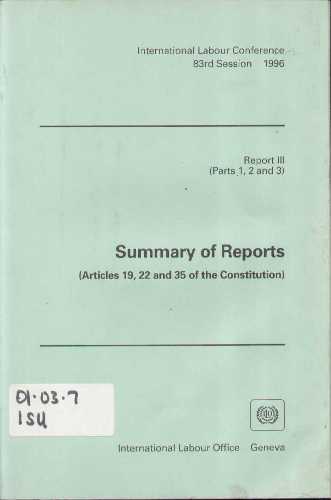 International Labour Conference
83rd Session 1996
Report III
(Parts 1, 2 and 3)
Summary of Reports
(Articles 19, 22 and 35 of the Constitution)
01.03.7
ISU
International Labour Office Geneva